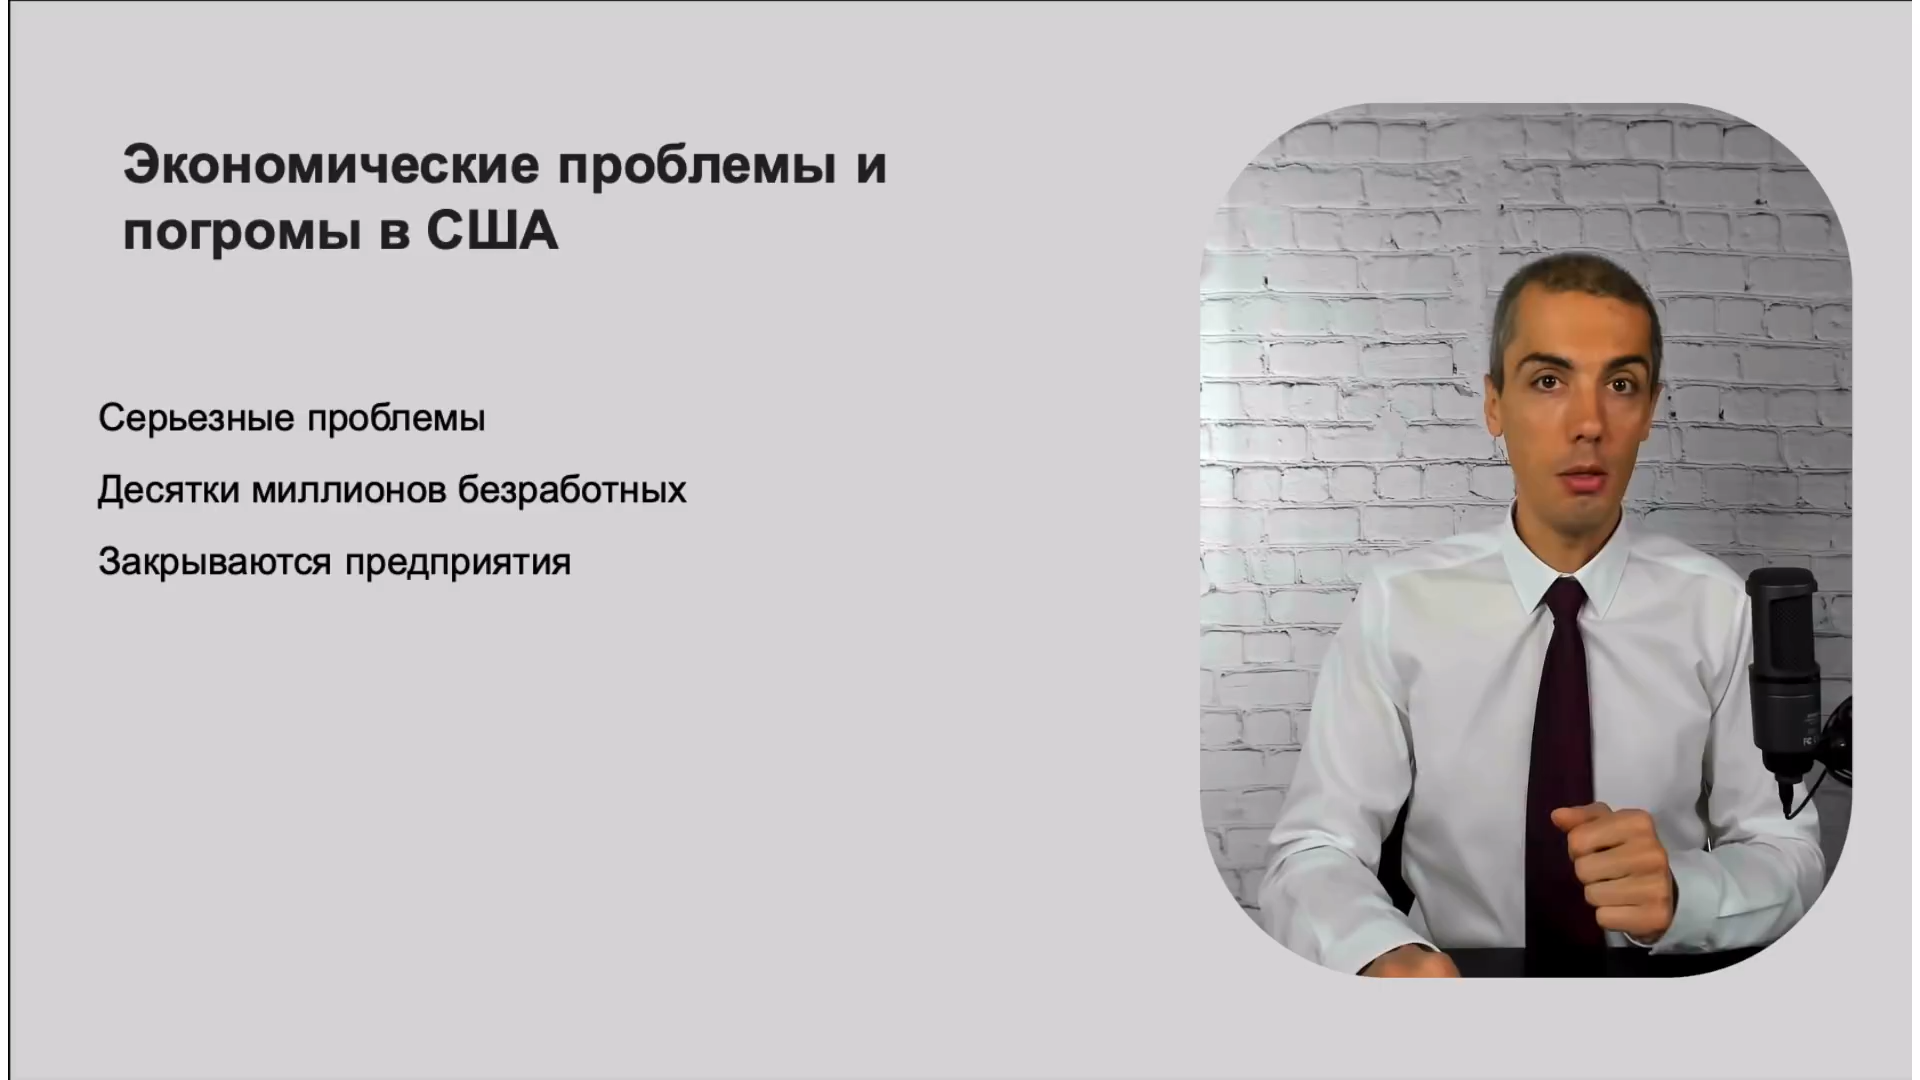 Экономические проблемы и
погромы в США
Серьезные проблемы
Десятки миллионов безработных
Закрываются предприятия